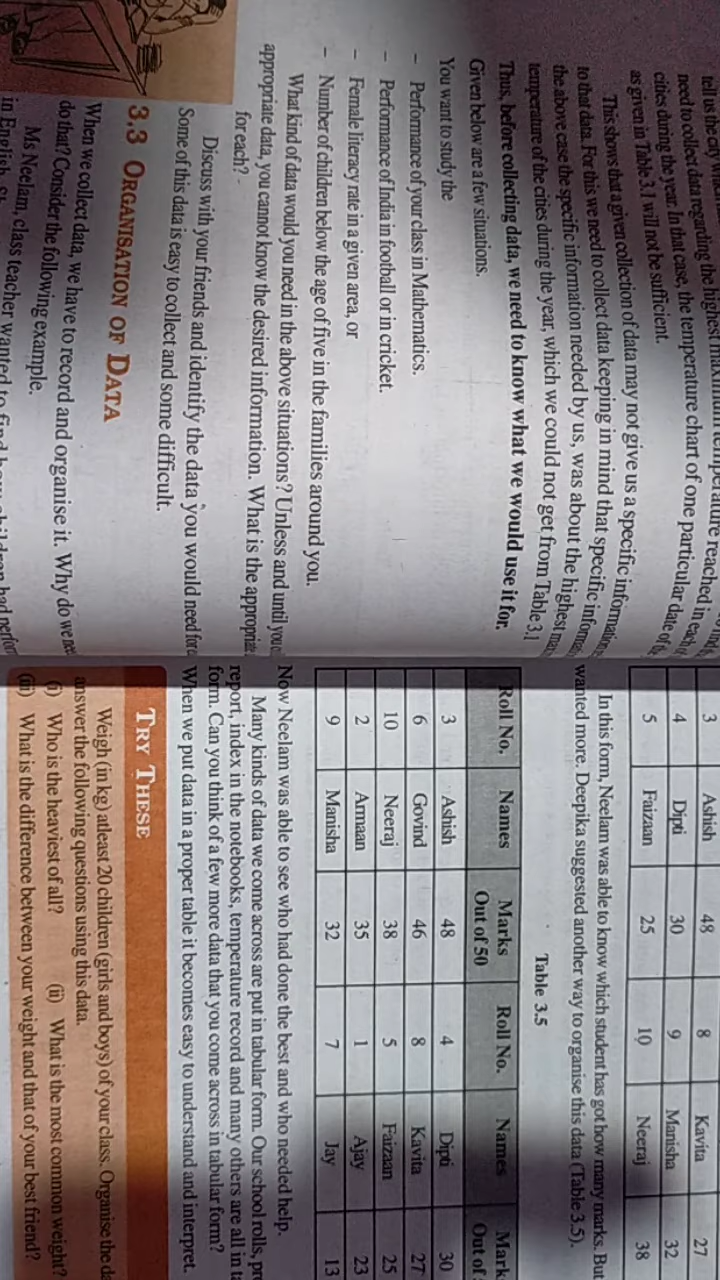 tell us the city
need to collect data regarding the highest maximum temperature reached in each
cities during the year. In that case, the temperature chart of one particular date of
as given in Table 3.1 will not be sufficient.
This shows that a given collection of data may not give us a specific information
to that data. For this we need to collect data keeping in mind that specific
the above case the specific information needed by us, was about the highest
temperature of the cities during the year, which we could not get from Table 3.1
Thus, before collecting data, we need to know what we would use it for.
Given below are a few situations.
You want to study the
– Performance of your class in Mathematics.
– Performance of India in football or in cricket.
– Female literacy rate in a given area, or
– Number of children below the age of five in the families around you.
What kind of data would you need in the above situations? Unless and until you
appropriate data, you cannot know the desired information. What is the appropriate
for each?
Discuss with your friends and identify the data you would need for
Some of this data is easy to collect and some difficult.
3.3 ORGANISATION OF DATA
When we collect data, we have to record and organise it. Why do we
do that? Consider the following example.
Ms Neelam, class teacher wanted to find how children had
in English
3 Ashish 48 8 Kavita 27
4 Dipti 30 9 Manisha 32
5 Faizaan 25 10 Neeraj 38
In this form, Neelam was able to know which student has got how many marks. But
wanted more. Deepika suggested another way to organise this data (Table 3.5).
Table 3.5
Roll No. Names Marks Roll No. Names
Out of 50 Out of
3 Ashish 48 4 Dipti 30
6 Govind 46 8 Kavita 27
10 Neeraj 38 5 Faizaan 25
2 Armaan 35 1 Ajay 23
9 Manisha 32 7 Jay 13
Now Neelam was able to see who had done the best and who needed help.
Many kinds of data we come across are put in tabular form. Our school rolls,
report, index in the notebooks, temperature record and many others are all in
form. Can you think of a few more data that you come across in tabular form?
When we put data in a proper table it becomes easy to understand and interpret.
TRY THESE
Weigh (in kg) atleast 20 children (girls and boys) of your class. Organise the
answer the following questions using this data.
(i) Who is the heaviest of all? (ii) What is the most common weight?
(iii) What is the difference between your weight and that of your best friend?